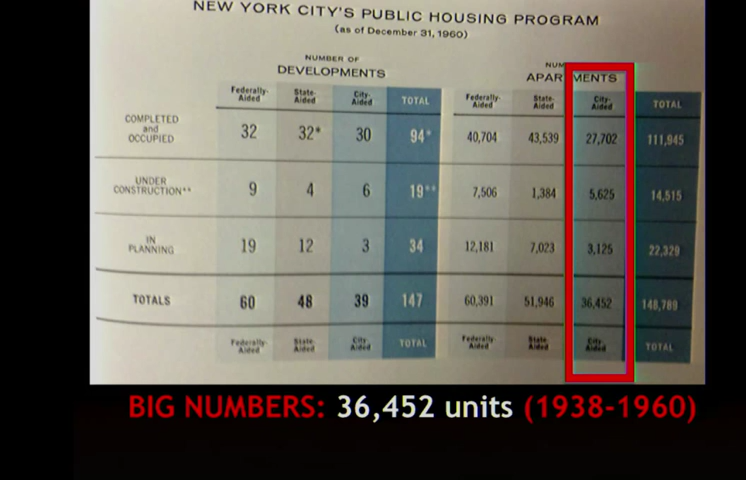 NEW YORK CITY'S PUBLIC HOUSING PROGRAM
(as of December 31, 1960)
NUMBER OF DEVELOPMENTS
NUM APARTMENTS
Federally-Aided State-Aided City-Aided TOTAL Federally-Aided State-Aided City-Aided TOTAL
COMPLETED and OCCUPIED 32 32* 30 94* 40,704 43,539 27,702 111,945
UNDER CONSTRUCTION** 9 4 6 19** 7,506 1,384 5,625 14,515
IN PLANNING 19 12 3 34 12,181 7,023 3,125 22,329
TOTALS 60 48 39 147 60,391 51,946 36,452 148,789
Federally-Aided State-Aided City-Aided TOTAL Federally-Aided State-Aided City-Aided TOTAL
BIG NUMBERS: 36,452 units (1938-1960)